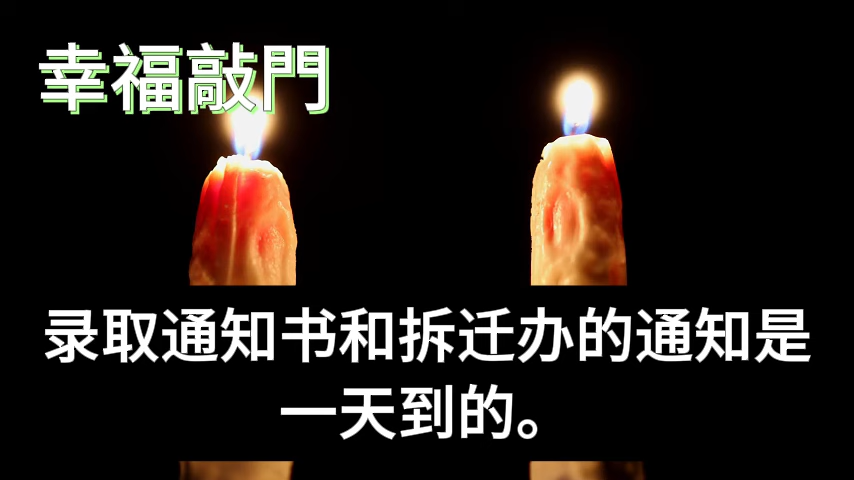 幸福敲門
录取通知书和拆迁办的通知是
一天到的。